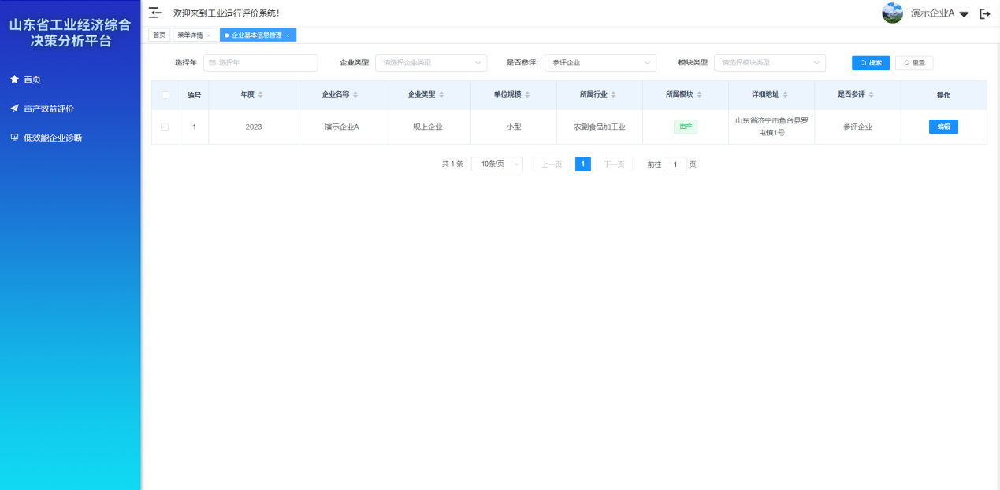 山东省工业经济综合
决策分析平台
首页
亩产效益评价
低效能企业诊断
欢迎来到工业运行评价系统!
演示企业A
首页 菜单详情 × 企业基本信息管理 ×
选择年 选择年 企业类型 请选择企业类型 是否参评: 参评企业 模块类型 请选择模块类型 搜索 重置
编号 年度 企业名称 企业类型 单位规模 所属行业 所属模块 详细地址 是否参评 操作
1 2023 演示企业A 规上企业 小型 农副食品加工业 亩产 山东省济宁市鱼台县罗 参评企业 编辑
屯镇1号
共 1 条 10条/页 上一页 1 下一页 前往 1 页